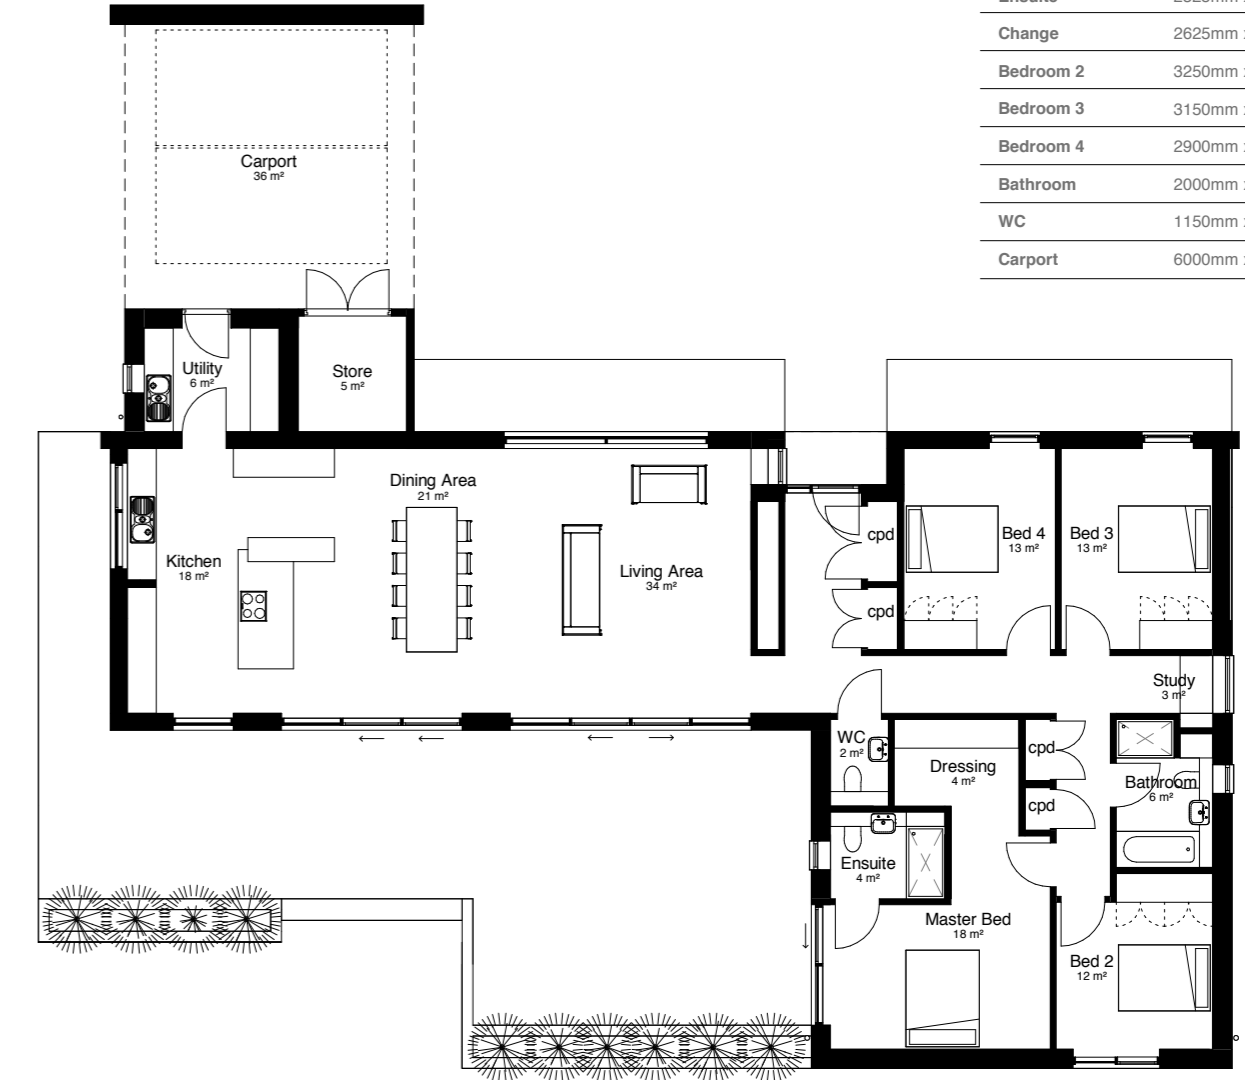 Change 2625mm
Bedroom 2 3250mm
Bedroom 3 3150mm
Bedroom 4 2900mm
Bathroom 2000mm
WC 1150mm
Carport 6000mm
Carport
36 m²
Utility
6 m²
Store
5 m²
Dining Area
21 m²
Kitchen
18 m²
Living Area
34 m²
cpd
cpd
Bed 4
13 m²
Bed 3
13 m²
Study
3 m²
WC
2 m²
Dressing
4 m²
cpd
cpd
Bathroom
6 m²
Ensuite
4 m²
Master Bed
18 m²
Bed 2
12 m²